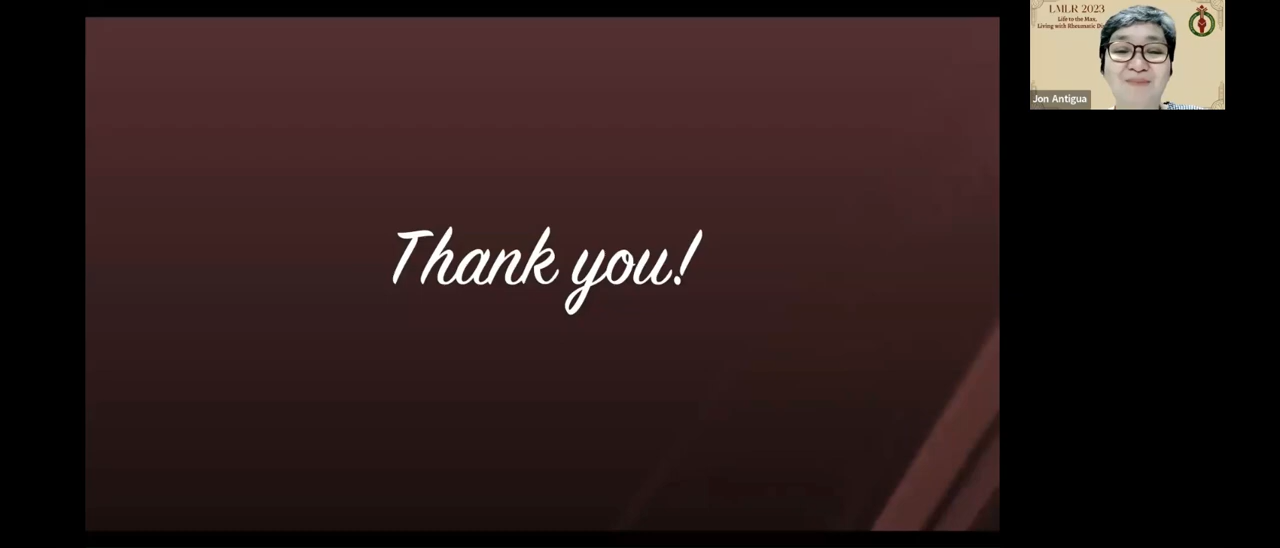 Thank you!
LMLR 2023
Life to the Max,
Living with Rheumatic
Jon Antigua